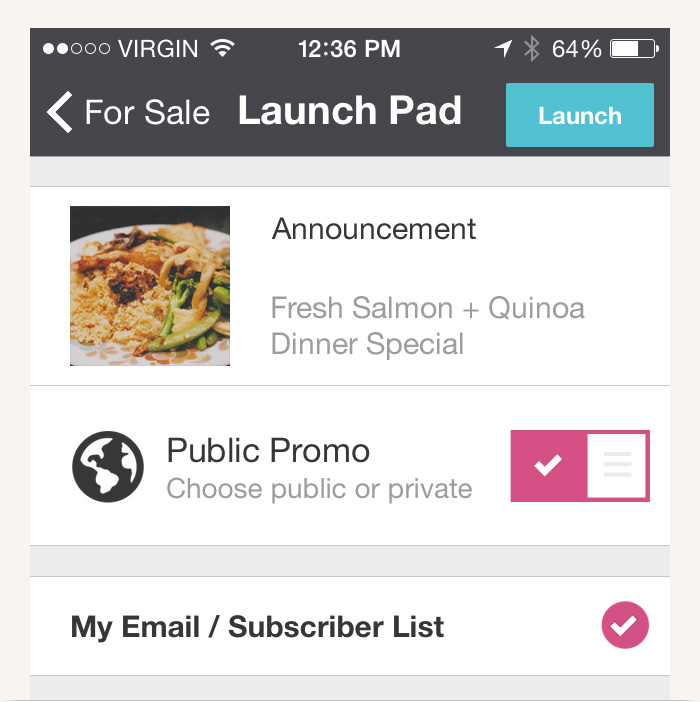 VIRGIN 12:36 PM 64%
For Sale Launch Pad Launch
Announcement
Fresh Salmon + Quinoa
Dinner Special
Public Promo
Choose public or private
My Email / Subscriber List